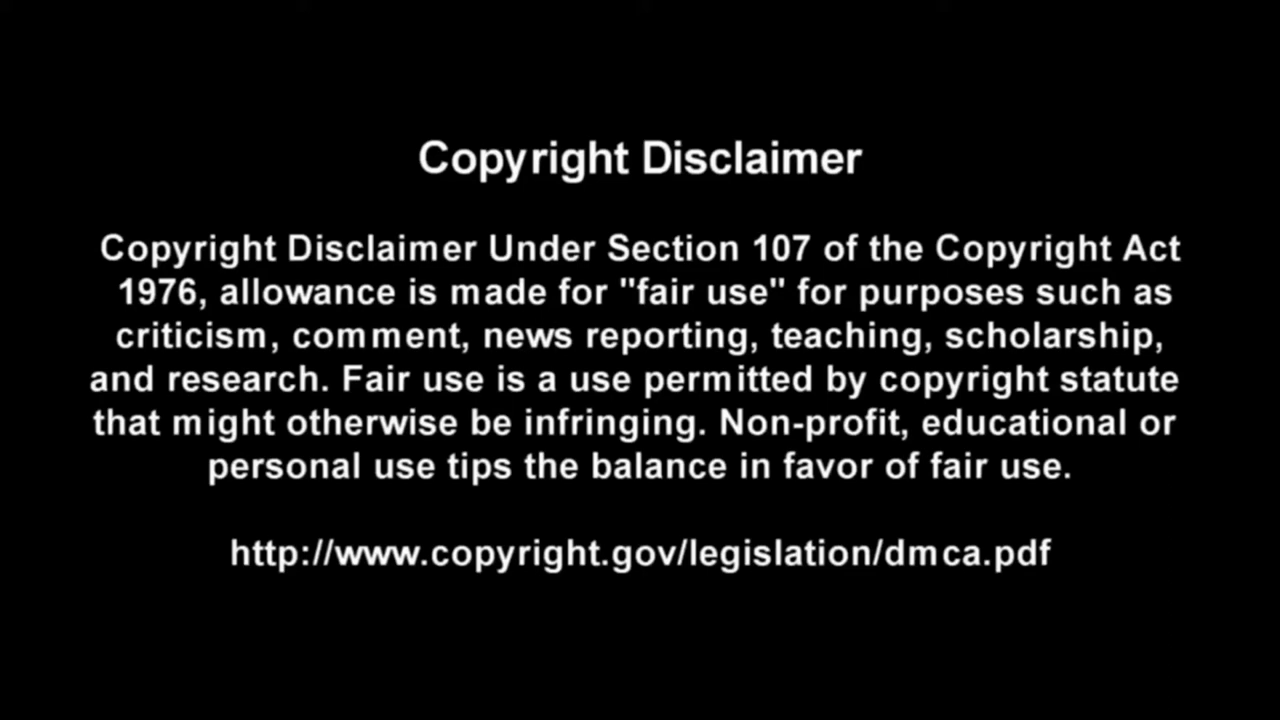 Copyright Disclaimer
Copyright Disclaimer Under Section 107 of the Copyright Act
1976, allowance is made for "fair use" for purposes such as
criticism, comment, news reporting, teaching, scholarship,
and research. Fair use is a use permitted by copyright statute
that might otherwise be infringing. Non-profit, educational or
personal use tips the balance in favor of fair use.
http://www.copyright.gov/legislation/dmca.pdf